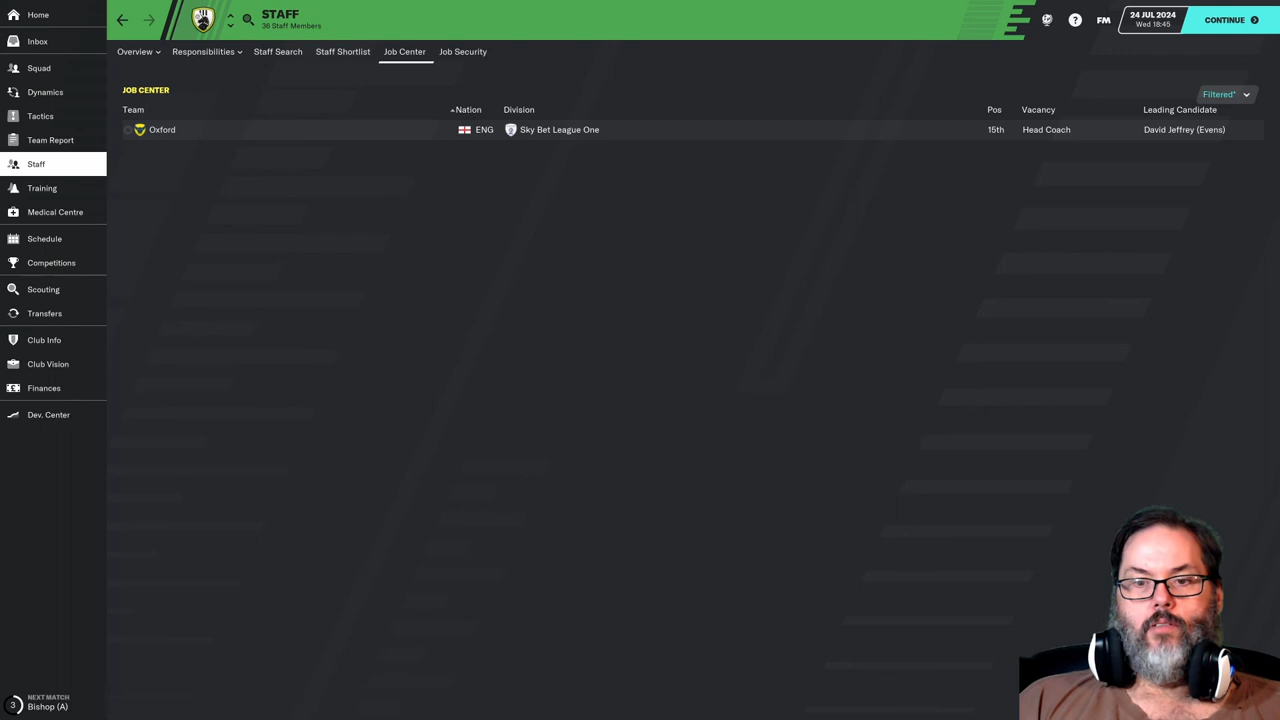 Home
Inbox
Squad
Dynamics
Tactics
Team Report
Staff
Training
Medical Centre
Schedule
Competitions
Scouting
Transfers
Club Info
Club Vision
Finances
Dev. Center
3
NEXT MATCH
Bishop (A)
STAFF
36 Staff Members
?
FM
24 JUL 2024
Wed 18:45
CONTINUE
Overview
Responsibilities
Staff Search
Staff Shortlist
Job Center
Job Security
JOB CENTER
Filtered*
Team Nation Division Pos Vacancy Leading Candidate
Oxford ENG Sky Bet League One 15th Head Coach David Jeffrey (Evens)